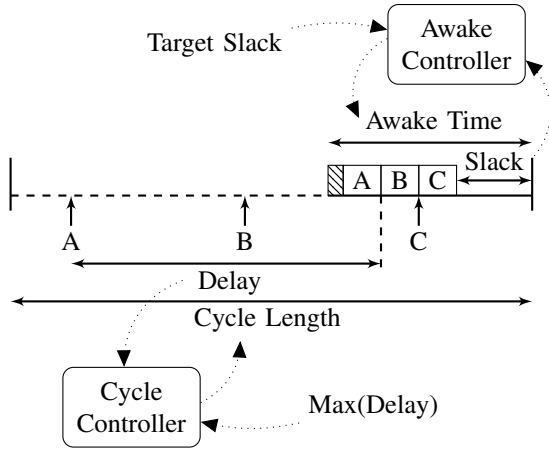 Target Slack
Awake
Controller
Awake Time
Slack
A B C
A
B
C
Delay
Cycle Length
Cycle
Controller
Max(Delay)